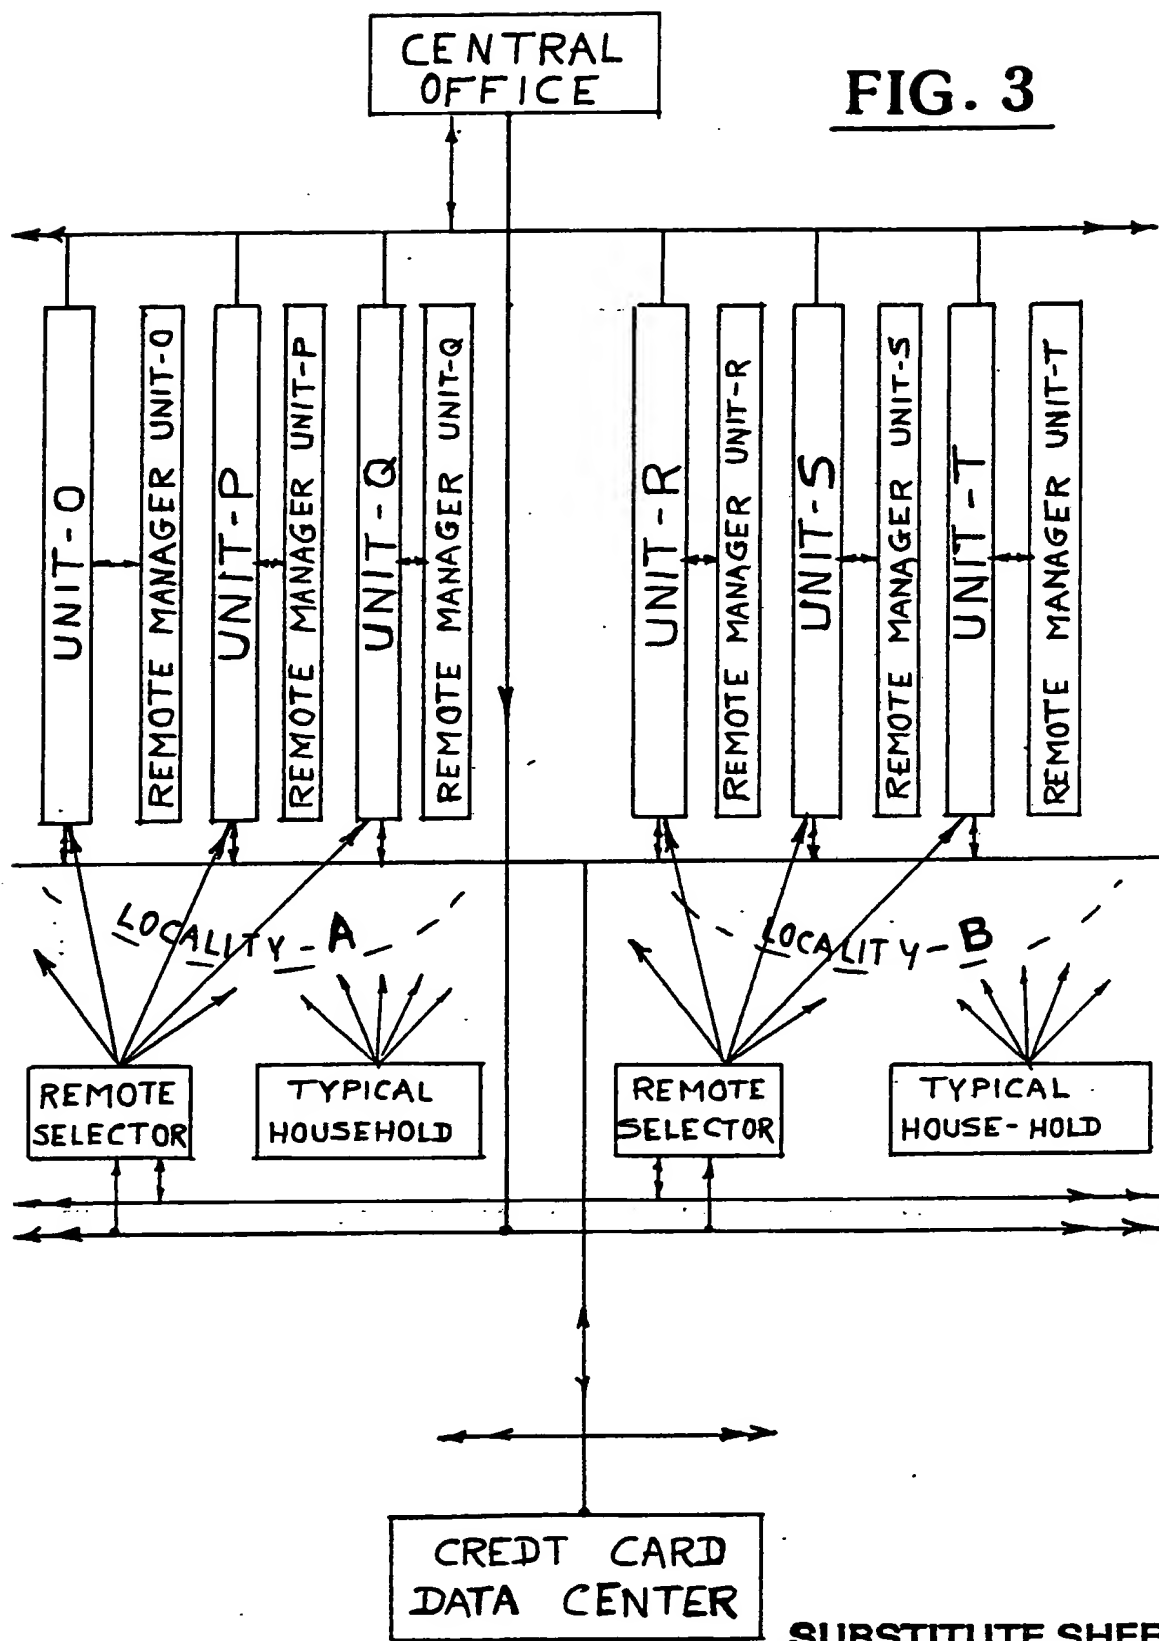 CENTRAL
OFFICE
FIG. 3
UNIT-O
REMOTE MANAGER UNIT-O
UNIT-P
REMOTE MANAGER UNIT-P
UNIT-Q
REMOTE MANAGER UNIT-Q
UNIT-R
REMOTE MANAGER UNIT-R
UNIT-S
REMOTE MANAGER UNIT-S
UNIT-T
REMOTE MANAGER UNIT-T
LOCALITY-A
LOCALITY-B
REMOTE
SELECTOR
TYPICAL
HOUSEHOLD
REMOTE
SELECTOR
TYPICAL
HOUSE-HOLD
CREDT CARD
DATA CENTER
SUBSTITUTE SHEE